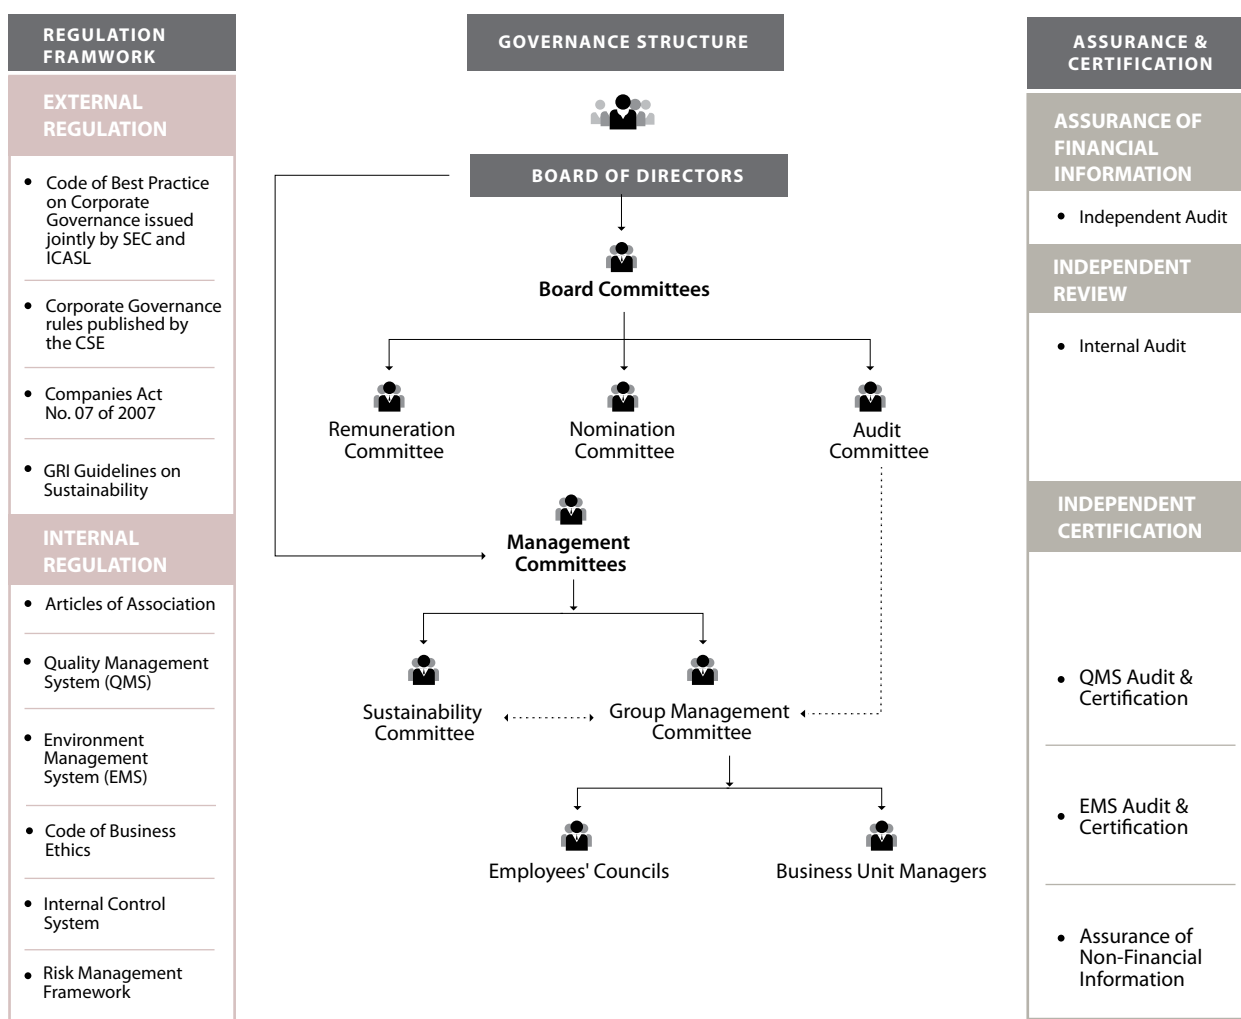 REGULATION
FRAMWORK
EXTERNAL
REGULATION
• Code of Best Practice
on Corporate
Governance issued
jointly by SEC and
ICASL
• Corporate Governance
rules published by
the CSE
• Companies Act
No. 07 of 2007
• GRI Guidelines on
Sustainability
INTERNAL
REGULATION
• Articles of Association
• Quality Management
System (QMS)
• Environment
Management
System (EMS)
• Code of Business
Ethics
• Internal Control
System
• Risk Management
Framework
GOVERNANCE STRUCTURE
BOARD OF DIRECTORS
Board Committees
Remuneration
Committee
Nomination
Committee
Audit
Committee
Management
Committees
Sustainability
Committee
Group Management
Committee
Employees' Councils
Business Unit Managers
ASSURANCE &
CERTIFICATION
ASSURANCE OF
FINANCIAL
INFORMATION
• Independent Audit
INDEPENDENT
REVIEW
• Internal Audit
INDEPENDENT
CERTIFICATION
• QMS Audit &
Certification
• EMS Audit &
Certification
• Assurance of
Non-Financial
Information